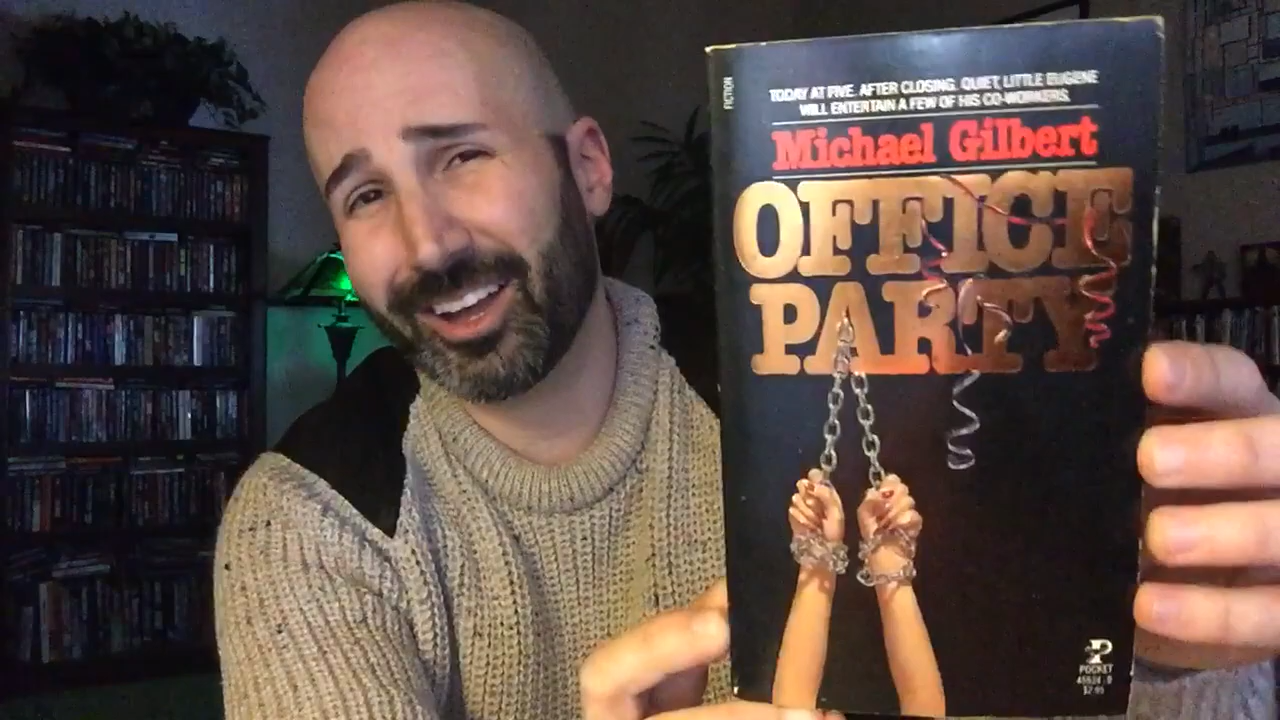 FICTION
TODAY AT FIVE. AFTER CLOSING. QUIET, LITTLE EUGENE
WILL ENTERTAIN A FEW OF HIS CO-WORKERS.
Michael Gilbert
OFFICE
PARTY
P
POCKET
$2.95